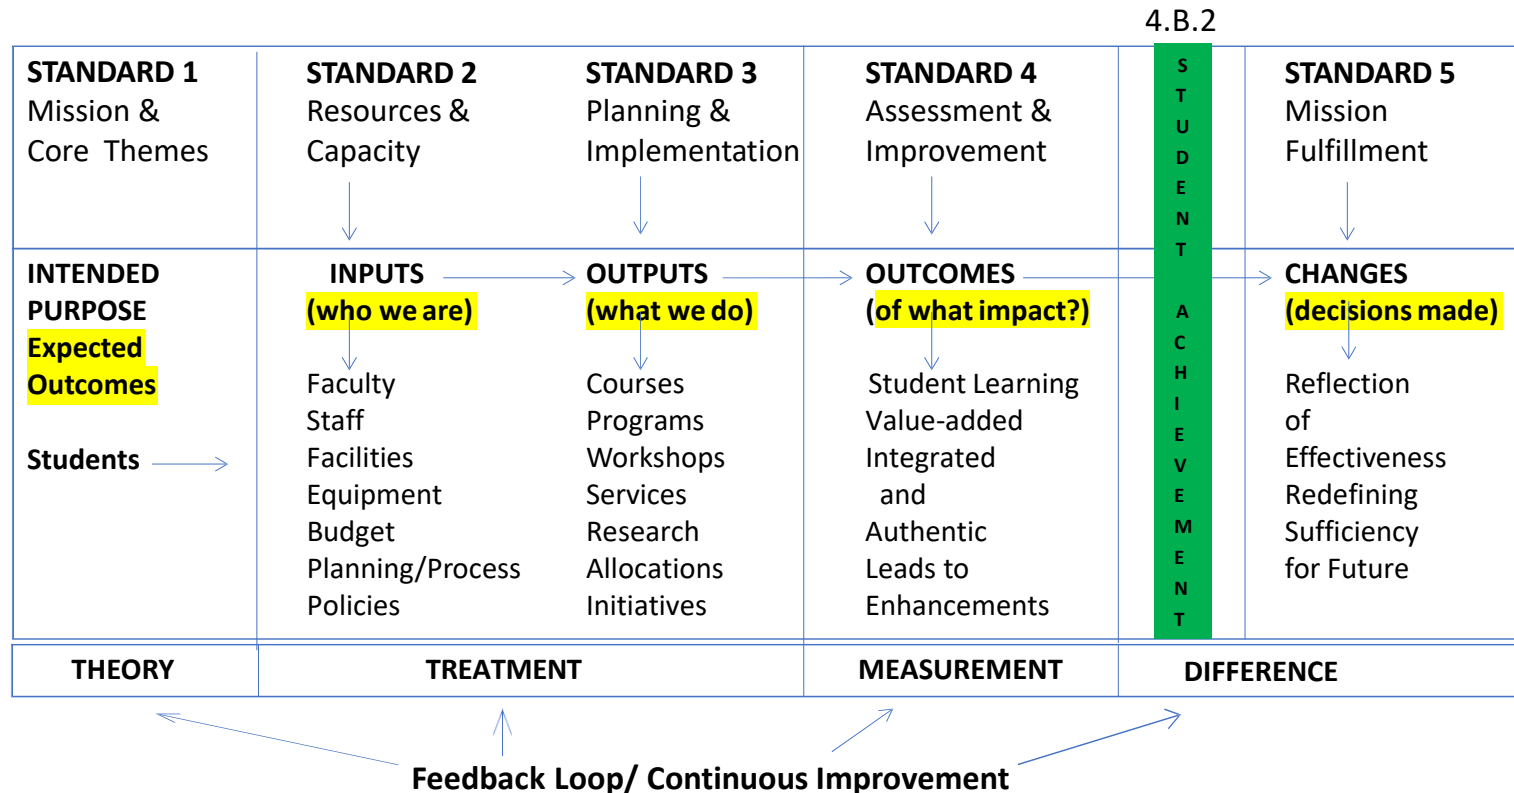 4.B.2
STANDARD 1
Mission &
Core Themes
STANDARD 2
Resources &
Capacity
STANDARD 3
Planning &
Implementation
STANDARD 4
Assessment &
Improvement
STUDENT ACHIEVEMENT
STANDARD 5
Mission
Fulfillment
INTENDED
PURPOSE
Expected
Outcomes
Students
INPUTS
(who we are)
Faculty
Staff
Facilities
Equipment
Budget
Planning/Process
Policies
OUTPUTS
(what we do)
Courses
Programs
Workshops
Services
Research
Allocations
Initiatives
OUTCOMES
(of what impact?)
Student Learning
Value-added
Integrated
and
Authentic
Leads to
Enhancements
CHANGES
(decisions made)
Reflection
of
Effectiveness
Redefining
Sufficiency
for Future
THEORY
TREATMENT
MEASUREMENT
DIFFERENCE
Feedback Loop/ Continuous Improvement